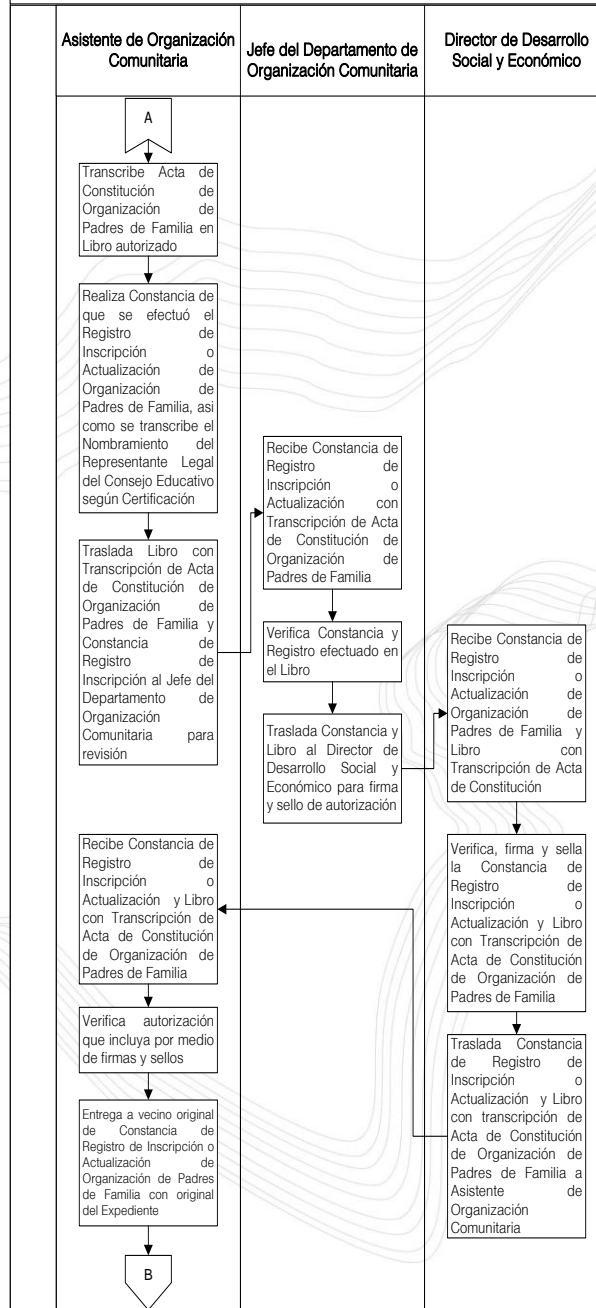 Asistente de Organización
Comunitaria
Jefe del Departamento de
Organización Comunitaria
Director de Desarrollo
Social y Económico
A
Transcribe Acta de
Constitución de
Organización de
Padres de Familia en
Libro autorizado
Realiza Constancia de
que se efectuó el
Registro de
Inscripción o
Actualización de
Organización de
Padres de Familia, asi
como se transcribe el
Nombramiento del
Representante Legal
del Consejo Educativo
según Certificación
Traslada Libro con
Transcripción de Acta
de Constitución de
Organización de
Padres de Familia y
Constancia de
Registro de
Inscripción al Jefe del
Departamento de
Organización
Comunitaria para
revisión
Recibe Constancia de
Registro de
Inscripción o
Actualización con
Transcripción de Acta
de Constitución de
Organización de
Padres de Familia
Verifica Constancia y
Registro efectuado en
el Libro
Traslada Constancia y
Libro al Director de
Desarrollo Social y
Económico para firma
y sello de autorización
Recibe Constancia de
Registro de
Inscripción o
Actualización de
Organización de
Padres de Familia y
Libro con
Transcripción de Acta
de Constitución
Verifica, firma y sella
la Constancia de
Registro de
Inscripción o
Actualización y Libro
con Transcripción de
Acta de Constitución
de Organización de
Padres de Familia
Traslada Constancia
de Registro de
Inscripción o
Actualización y Libro
con transcripción de
Acta de Constitución
de Organización de
Padres de Familia a
Asistente de
Organización
Comunitaria
Recibe Constancia de
Registro de
Inscripción o
Actualización y Libro
con Transcripción de
Acta de Constitución
de Organización de
Padres de Familia
Verifica autorización
que incluya por medio
de firmas y sellos
Entrega a vecino original
de Constancia de
Registro de Inscripción o
Actualización de
Organización de Padres
de Familia con original
del Expediente
B